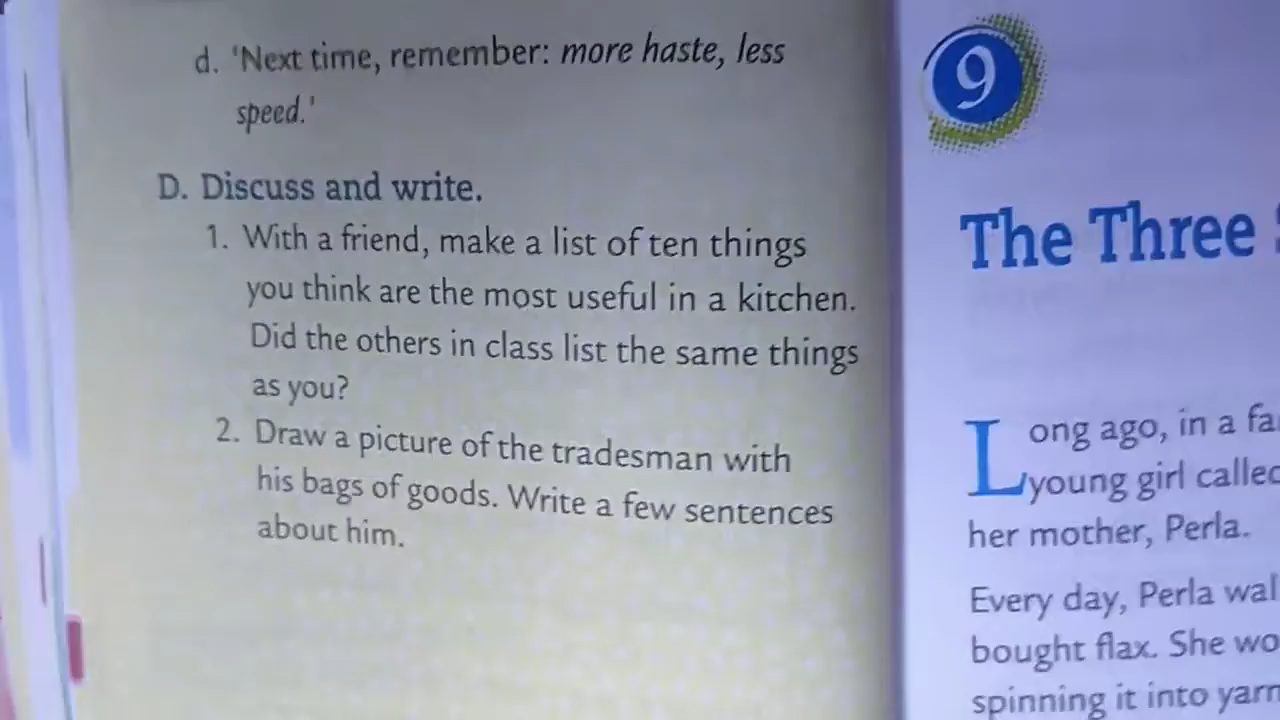 d. 'Next time, remember: more haste, less
speed.'
D. Discuss and write.
1. With a friend, make a list of ten things
you think are the most useful in a kitchen.
Did the others in class list the same things
as you?
2. Draw a picture of the tradesman with
his bags of goods. Write a few sentences
about him.
9
The Three
Long ago, in a
young girl
her mother, Perla.
Every day, Perla
bought flax. She
spinning it into yarn